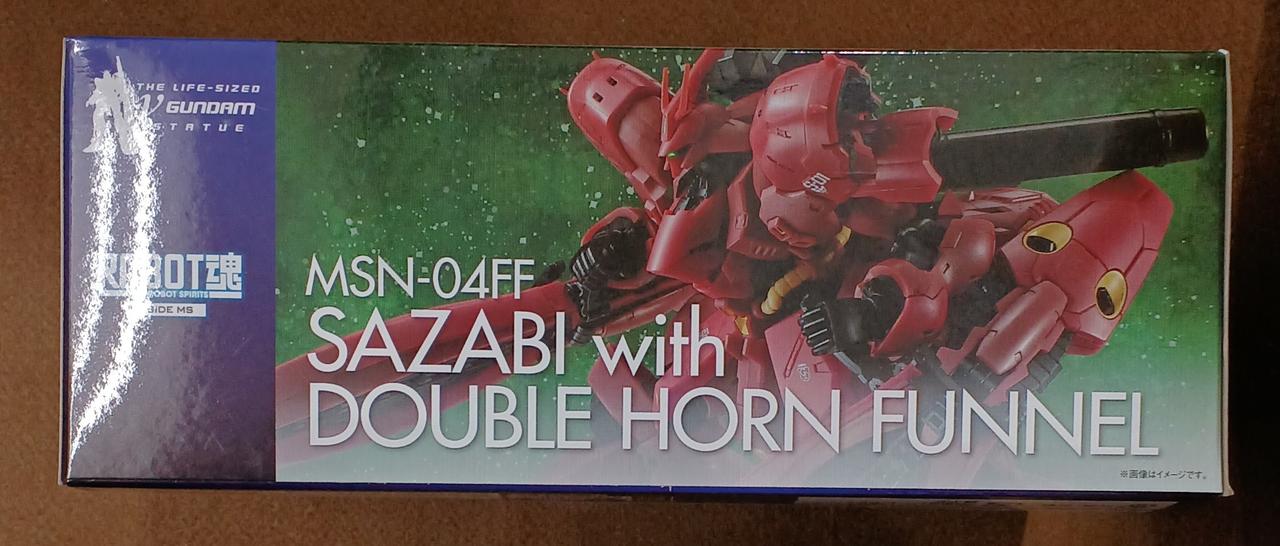 THE LIFE-SIZED
ν GUNDAM
STATUE
ROBOT魂
ROBOT SPIRITS
SIDE MS
MSN-04FF
SAZABI with
DOUBLE HORN FUNNEL
※画像はイメージです。